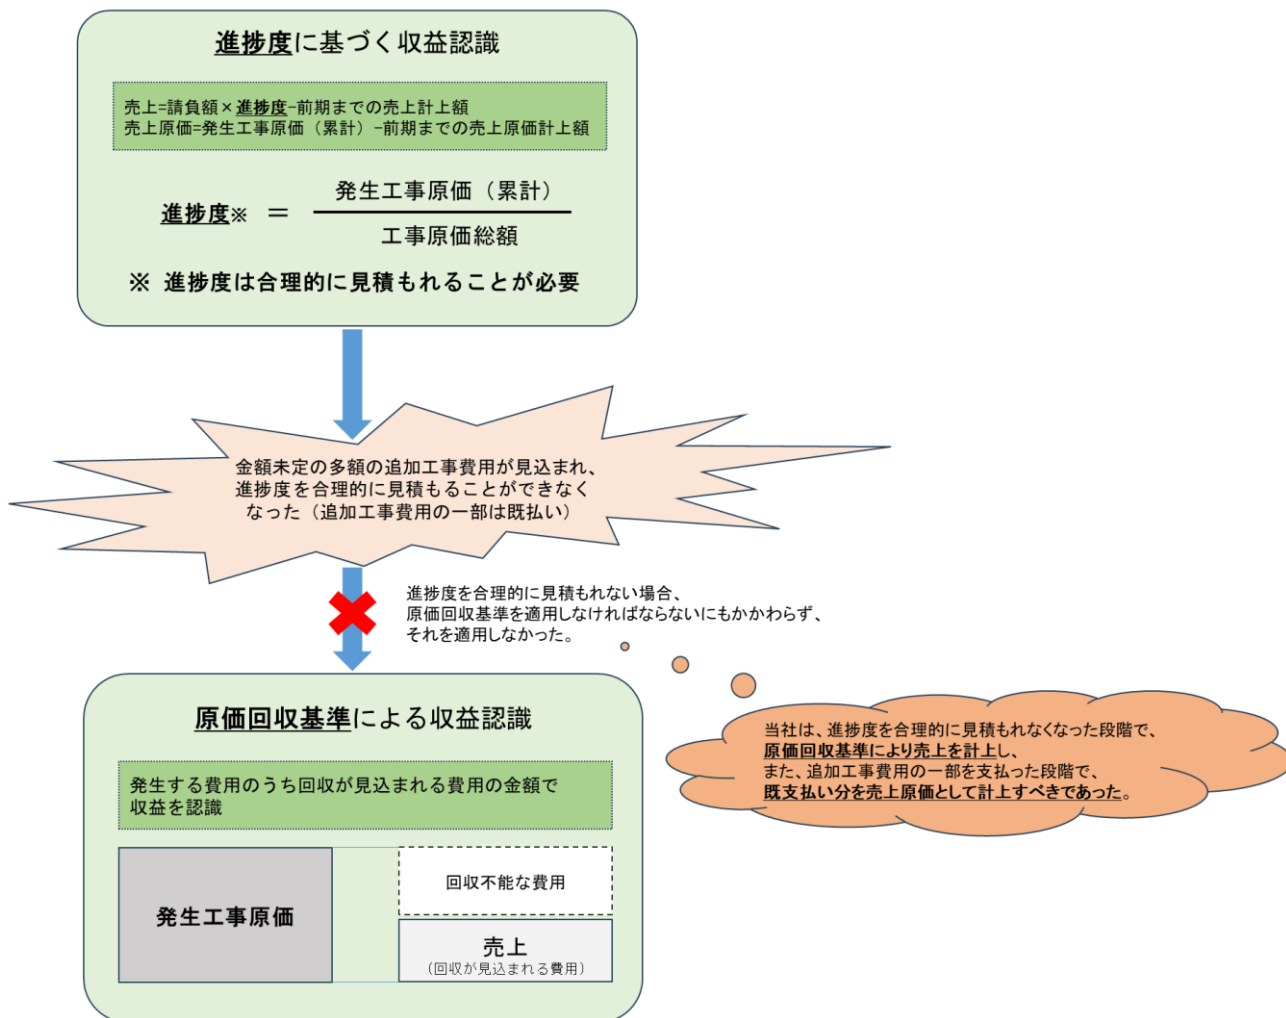 進捗度に基づく収益認識
売上=請負額×進捗度-前期までの売上計上額
売上原価=発生工事原価（累計）-前期までの売上原価計上額
進捗度※ ＝ 発生工事原価（累計）
工事原価総額
※ 進捗度は合理的に見積もれることが必要
金額未定の多額の追加工事費用が見込まれ、
進捗度を合理的に見積もることができなく
なった（追加工事費用の一部は既払い）
進捗度を合理的に見積もれない場合、
原価回収基準を適用しなければならないにもかかわらず、
それを適用しなかった。
当社は、進捗度を合理的に見積もれなくなった段階で、
原価回収基準により売上を計上し、
また、追加工事費用の一部を支払った段階で、
既支払い分を売上原価として計上すべきであった。
原価回収基準による収益認識
発生する費用のうち回収が見込まれる費用の金額で
収益を認識
発生工事原価
回収不能な費用
売上
（回収が見込まれる費用）